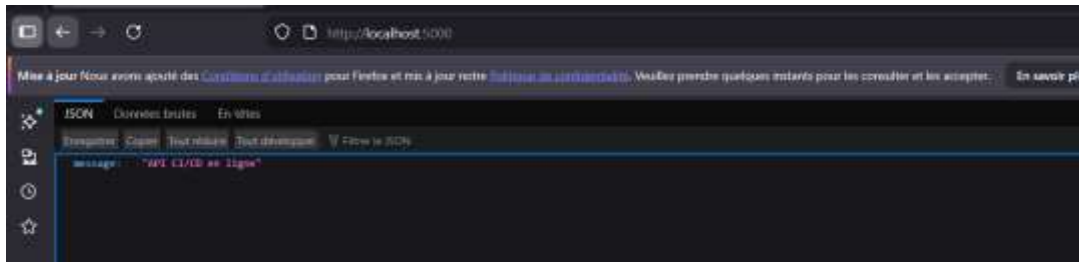 http://localhost:5000
Mise à jour Nous avons ajouté des Conditions d'utilisation pour Firefox et mis à jour notre Politique de confidentialité. Veuillez prendre quelques instants pour les consulter et les accepter. En savoir pl
JSON Données brutes En-têtes
Enregistrer Copier Tout réduire Tout développer Filtrer le JSON
message: "API CI/CD en ligne"